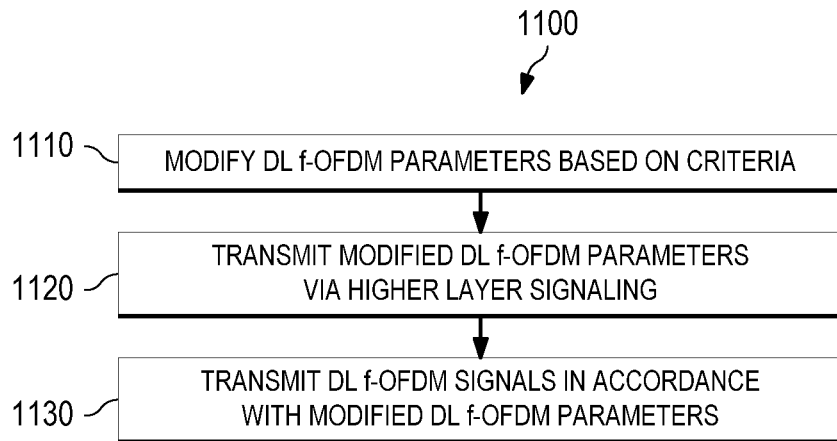 1100
1110
MODIFY DL f-OFDM PARAMETERS BASED ON CRITERIA
1120
TRANSMIT MODIFIED DL f-OFDM PARAMETERS
VIA HIGHER LAYER SIGNALING
1130
TRANSMIT DL f-OFDM SIGNALS IN ACCORDANCE
WITH MODIFIED DL f-OFDM PARAMETERS